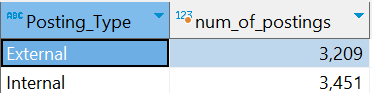 ABC Posting_Type 123 num_of_postings
External 3,209
Internal 3,451